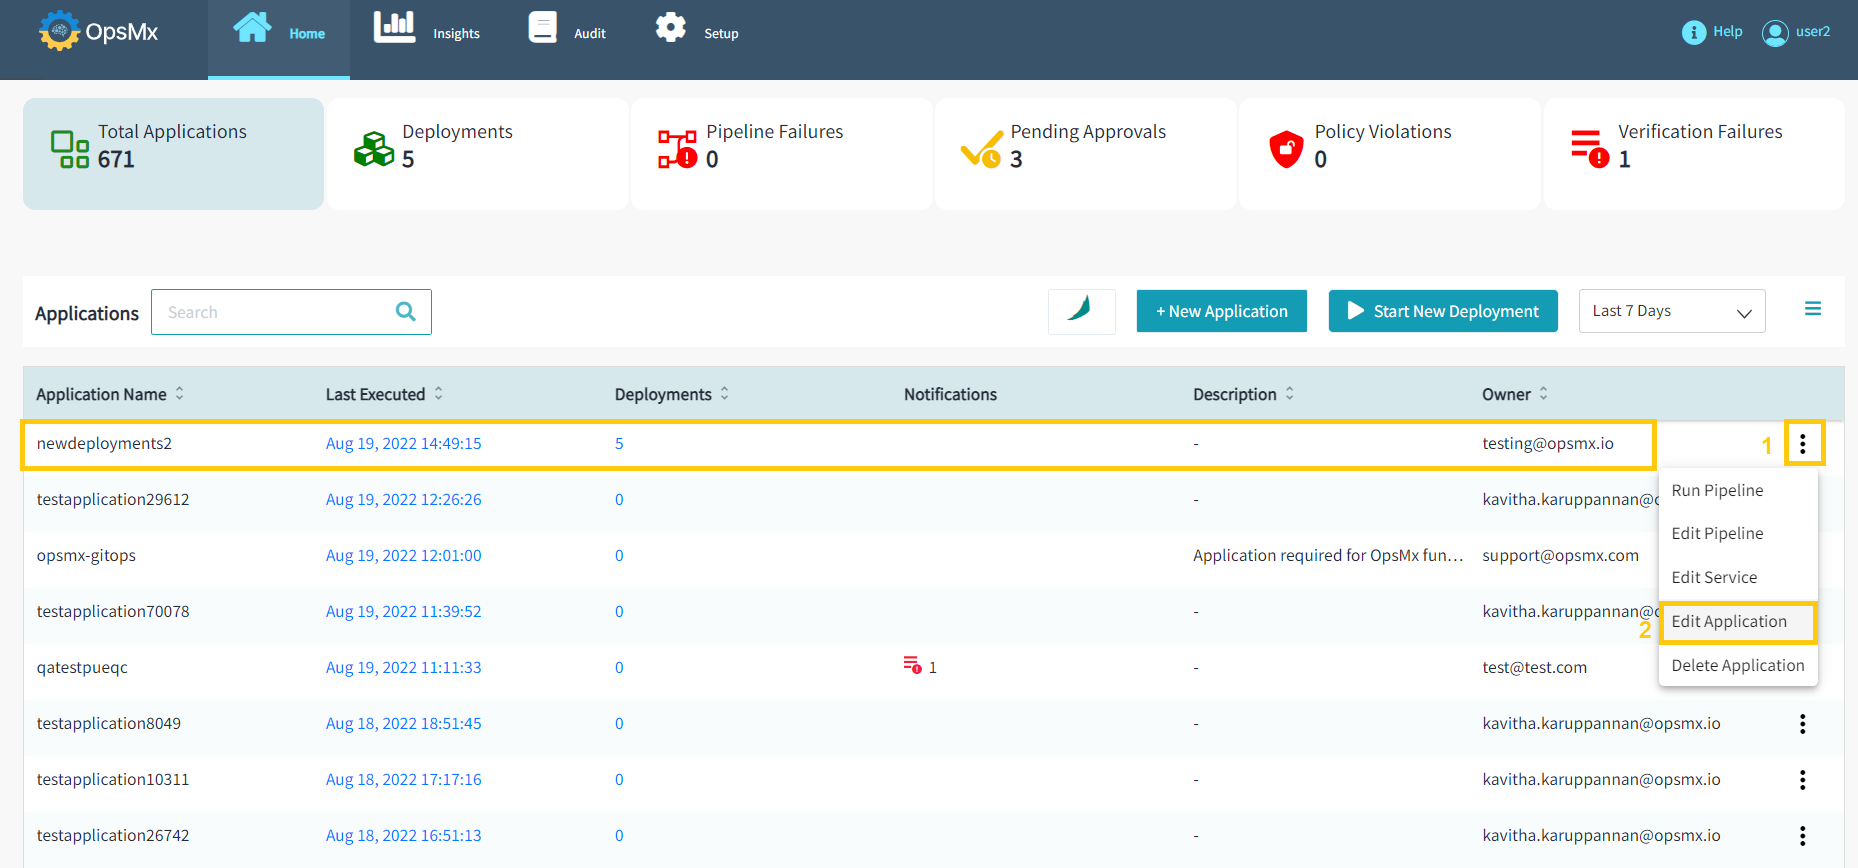 OpsMx Home Insights Audit Setup Help user2
Total Applications Deployments Pipeline Failures Pending Approvals Policy Violations Verification Failures
671 5 0 3 0 1
Applications Search + New Application Start New Deployment Last 7 Days
Application Name Last Executed Deployments Notifications Description Owner
newdeployments2 Aug 19, 2022 14:49:15 5 - testing@opsmx.io 1
testapplication29612 Aug 19, 2022 12:26:26 0 - kavitha.karuppannan@o
Run Pipeline
Edit Pipeline
opsmx-gitops Aug 19, 2022 12:01:00 0 Application required for OpsMx fun... support@opsmx.com
Edit Service
testapplication70078 Aug 19, 2022 11:39:52 0 - kavitha.karuppannan@o
2 Edit Application
qatestpueqc Aug 19, 2022 11:11:33 0 1 - test@test.com
Delete Application
testapplication8049 Aug 18, 2022 18:51:45 0 - kavitha.karuppannan@opsmx.io
testapplication10311 Aug 18, 2022 17:17:16 0 - kavitha.karuppannan@opsmx.io
testapplication26742 Aug 18, 2022 16:51:13 0 - kavitha.karuppannan@opsmx.io